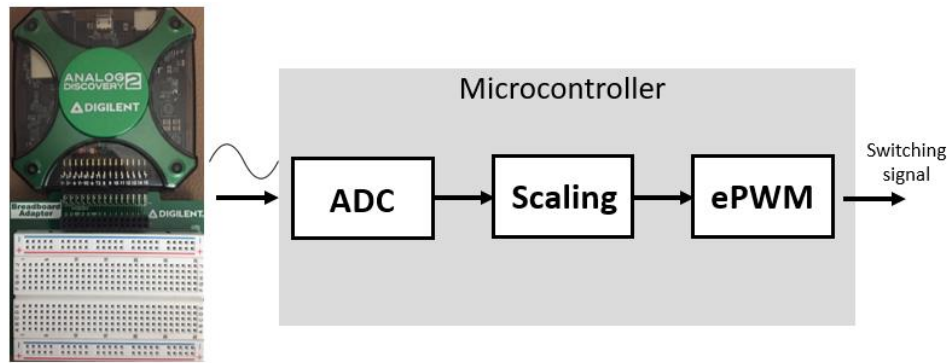 ANALOG
DISCOVERY 2
DIGILENT
Breadboard
Adapter
DIGILENT
Microcontroller
ADC
Scaling
ePWM
Switching
signal